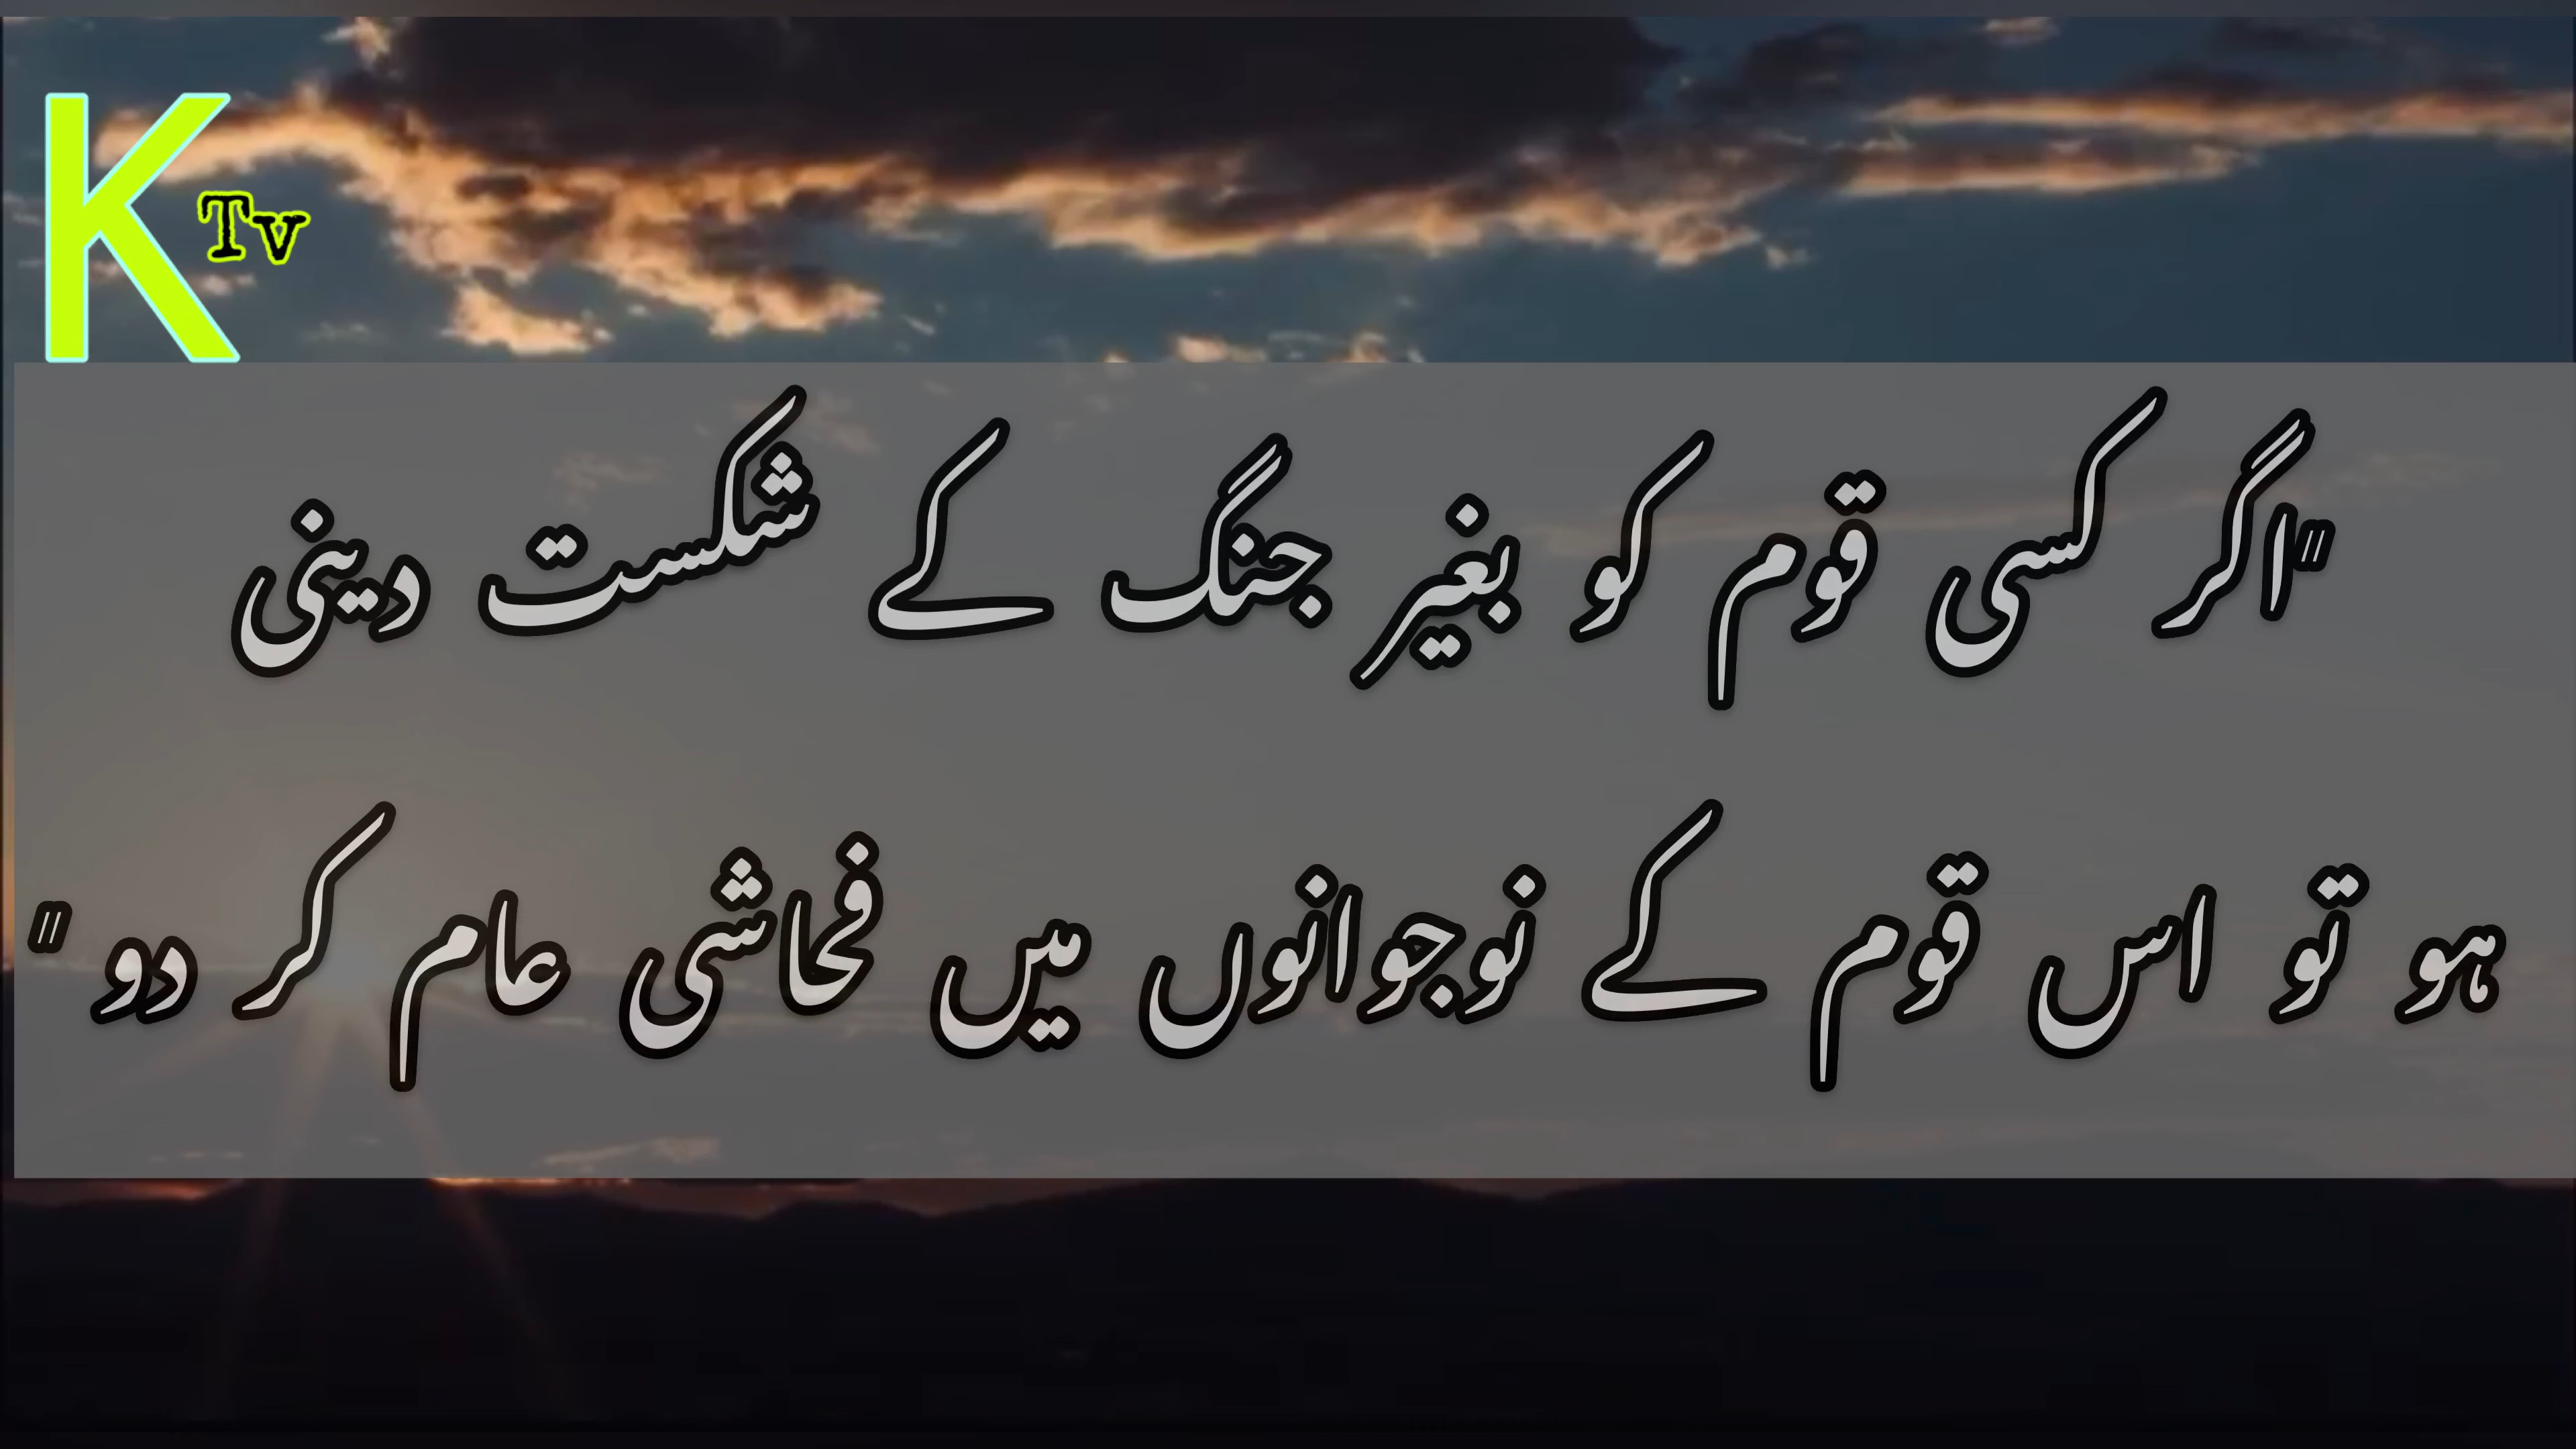 K Tv
"اگر کسی قوم کو بغیر جنگ کے شکست دینی
ہو تو اس قوم کے نوجوانوں میں فحاشی عام کر دو"